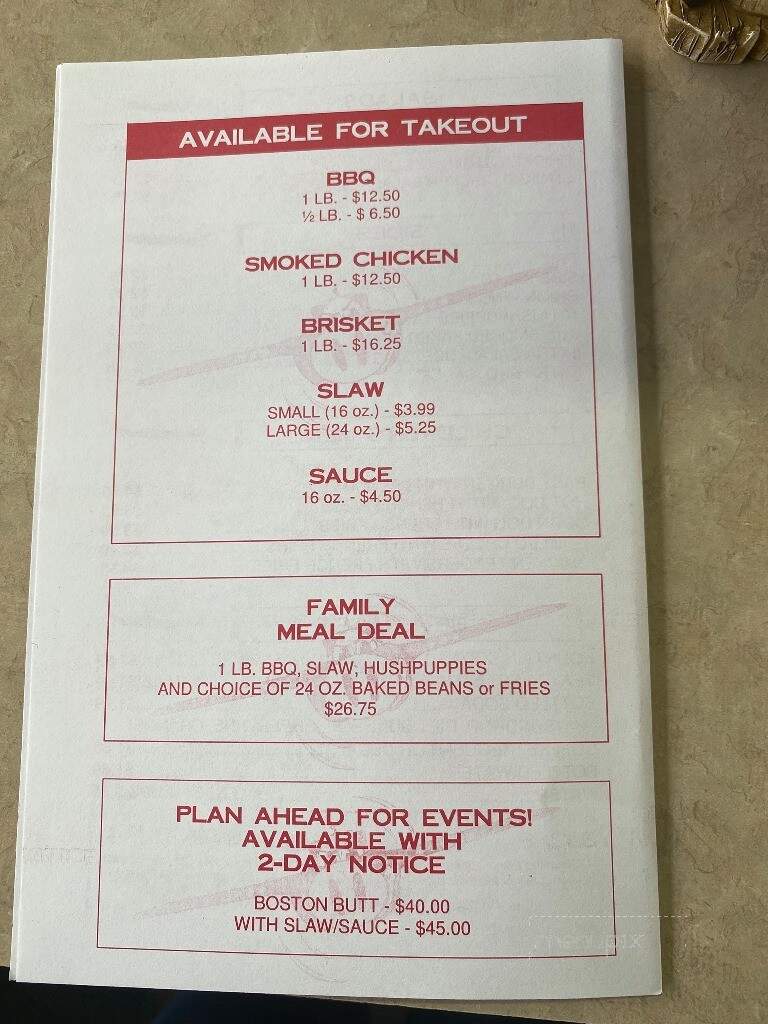 AVAILABLE FOR TAKEOUT
BBQ
1 LB. - $12.50
½ LB. - $ 6.50
SMOKED CHICKEN
1 LB. - $12.50
BRISKET
1 LB. - $16.25
SLAW
SMALL (16 oz.) - $3.99
LARGE (24 oz.) - $5.25
SAUCE
16 oz. - $4.50
FAMILY
MEAL DEAL
1 LB. BBQ, SLAW, HUSHPUPPIES
AND CHOICE OF 24 OZ. BAKED BEANS or FRIES
$26.75
PLAN AHEAD FOR EVENTS!
AVAILABLE WITH
2-DAY NOTICE
BOSTON BUTT - $40.00
WITH SLAW/SAUCE - $45.00